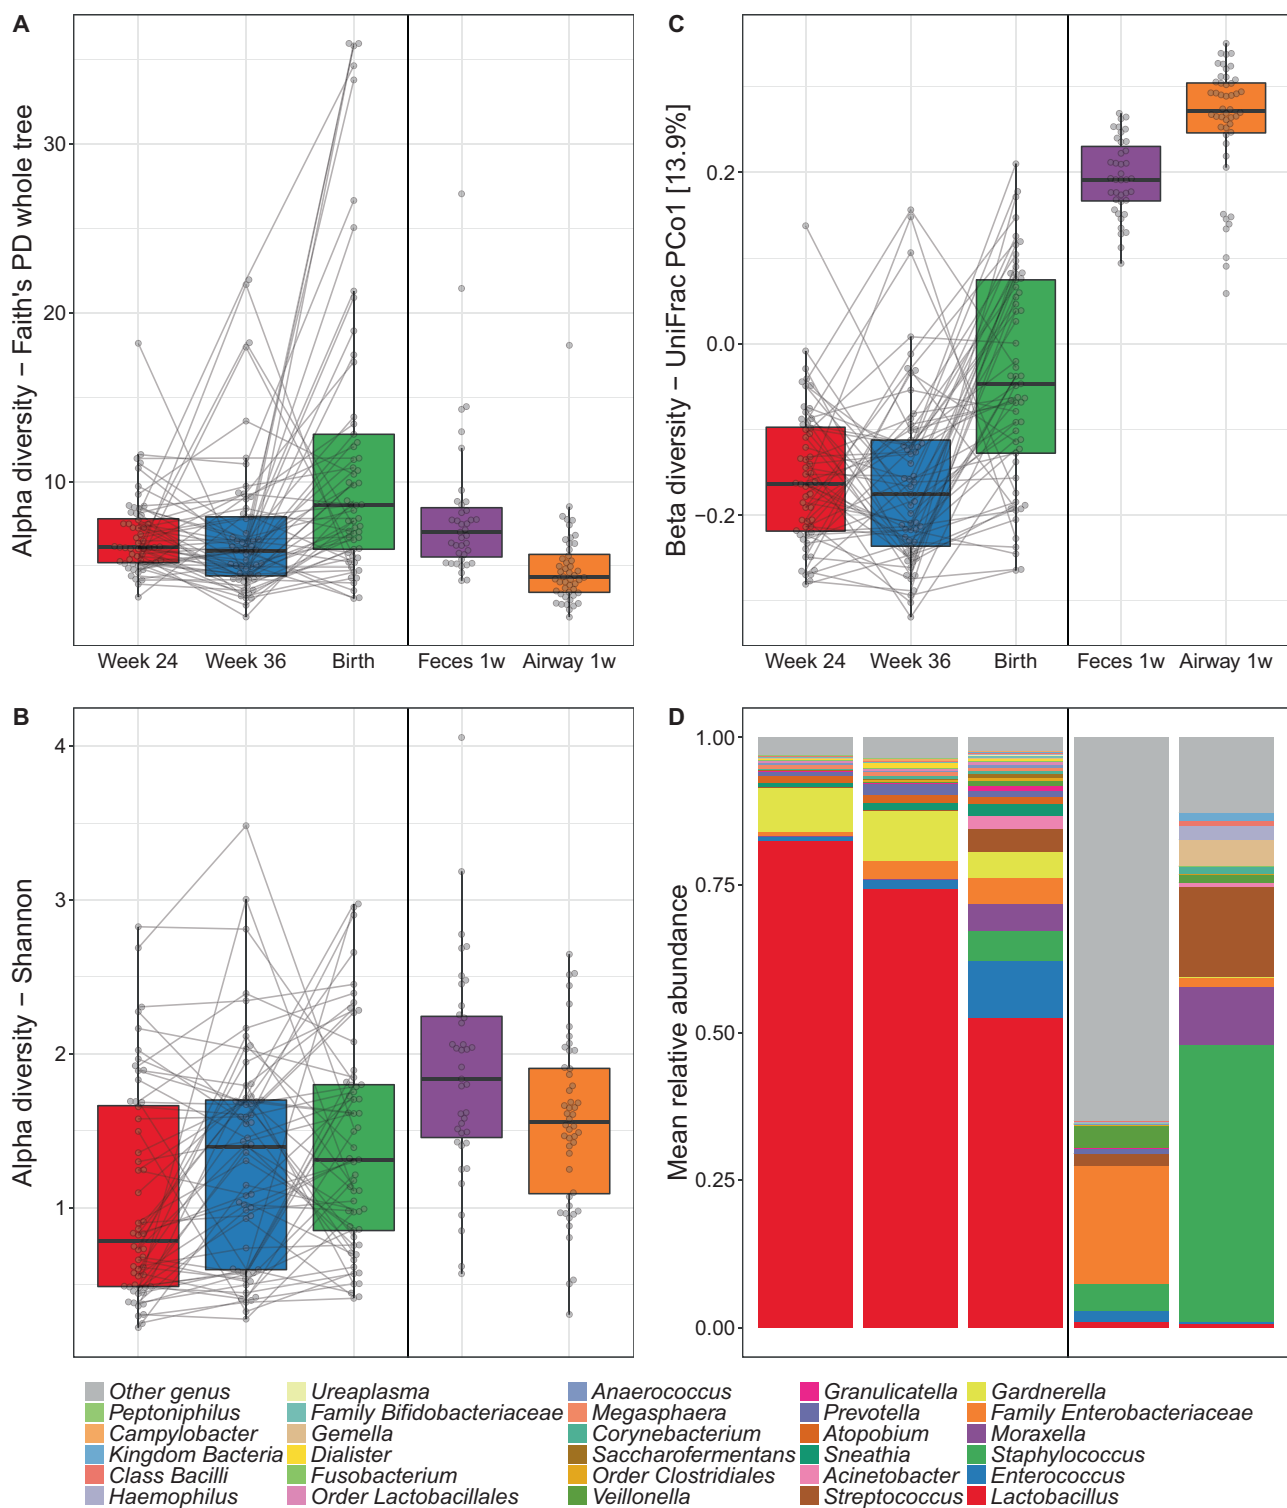 A
Alpha diversity – Faith's PD whole tree
30
20
10
Week 24 Week 36 Birth Feces 1w Airway 1w
C
Beta diversity – UniFrac PCo1 [13.9%]
0.2
0.0
−0.2
Week 24 Week 36 Birth Feces 1w Airway 1w
B
Alpha diversity – Shannon
4
3
2
1
D
Mean relative abundance
1.00
0.75
0.50
0.25
0.00
Other genus Ureaplasma Anaerococcus Granulicatella Gardnerella
Peptoniphilus Family Bifidobacteriaceae Megasphaera Prevotella Family Enterobacteriaceae
Campylobacter Gemella Corynebacterium Atopobium Moraxella
Kingdom Bacteria Dialister Saccharofermentans Sneathia Staphylococcus
Class Bacilli Fusobacterium Order Clostridiales Acinetobacter Enterococcus
Haemophilus Order Lactobacillales Veillonella Streptococcus Lactobacillus